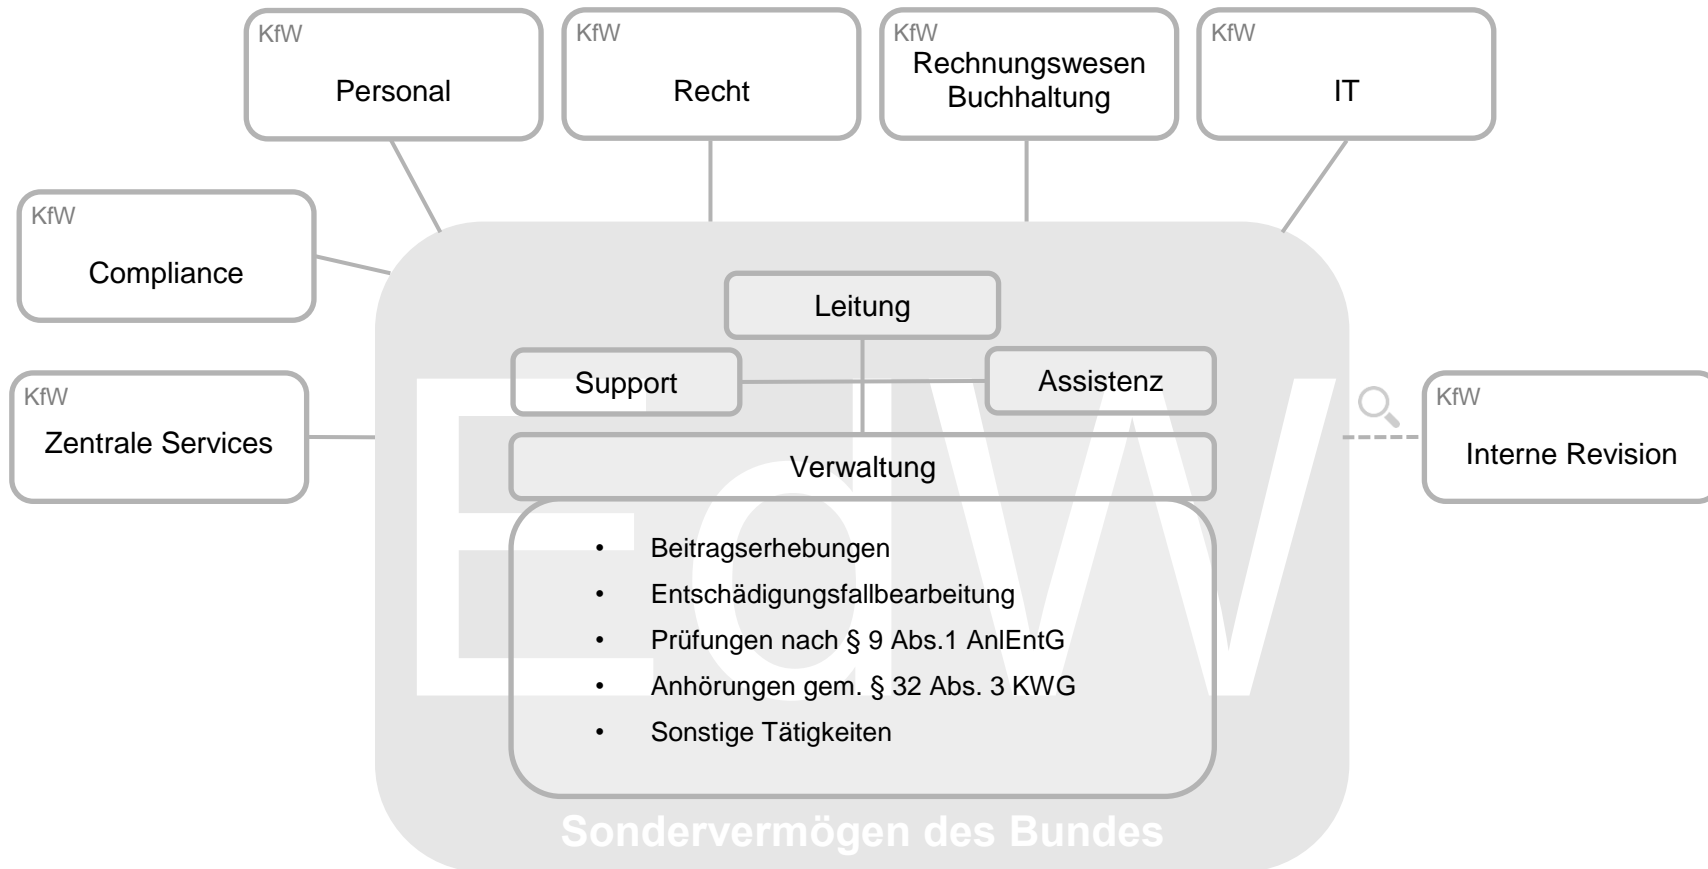 KfW
Personal
KfW
Recht
KfW
Rechnungswesen
Buchhaltung
KfW
IT
KfW
Compliance
KfW
Zentrale Services
Leitung
Support
Assistenz
Verwaltung
EdW
• Beitragserhebungen
• Entschädigungsfallbearbeitung
• Prüfungen nach § 9 Abs.1 AnlEntG
• Anhörungen gem. § 32 Abs. 3 KWG
• Sonstige Tätigkeiten
Sondervermögen des Bundes
KfW
Interne Revision